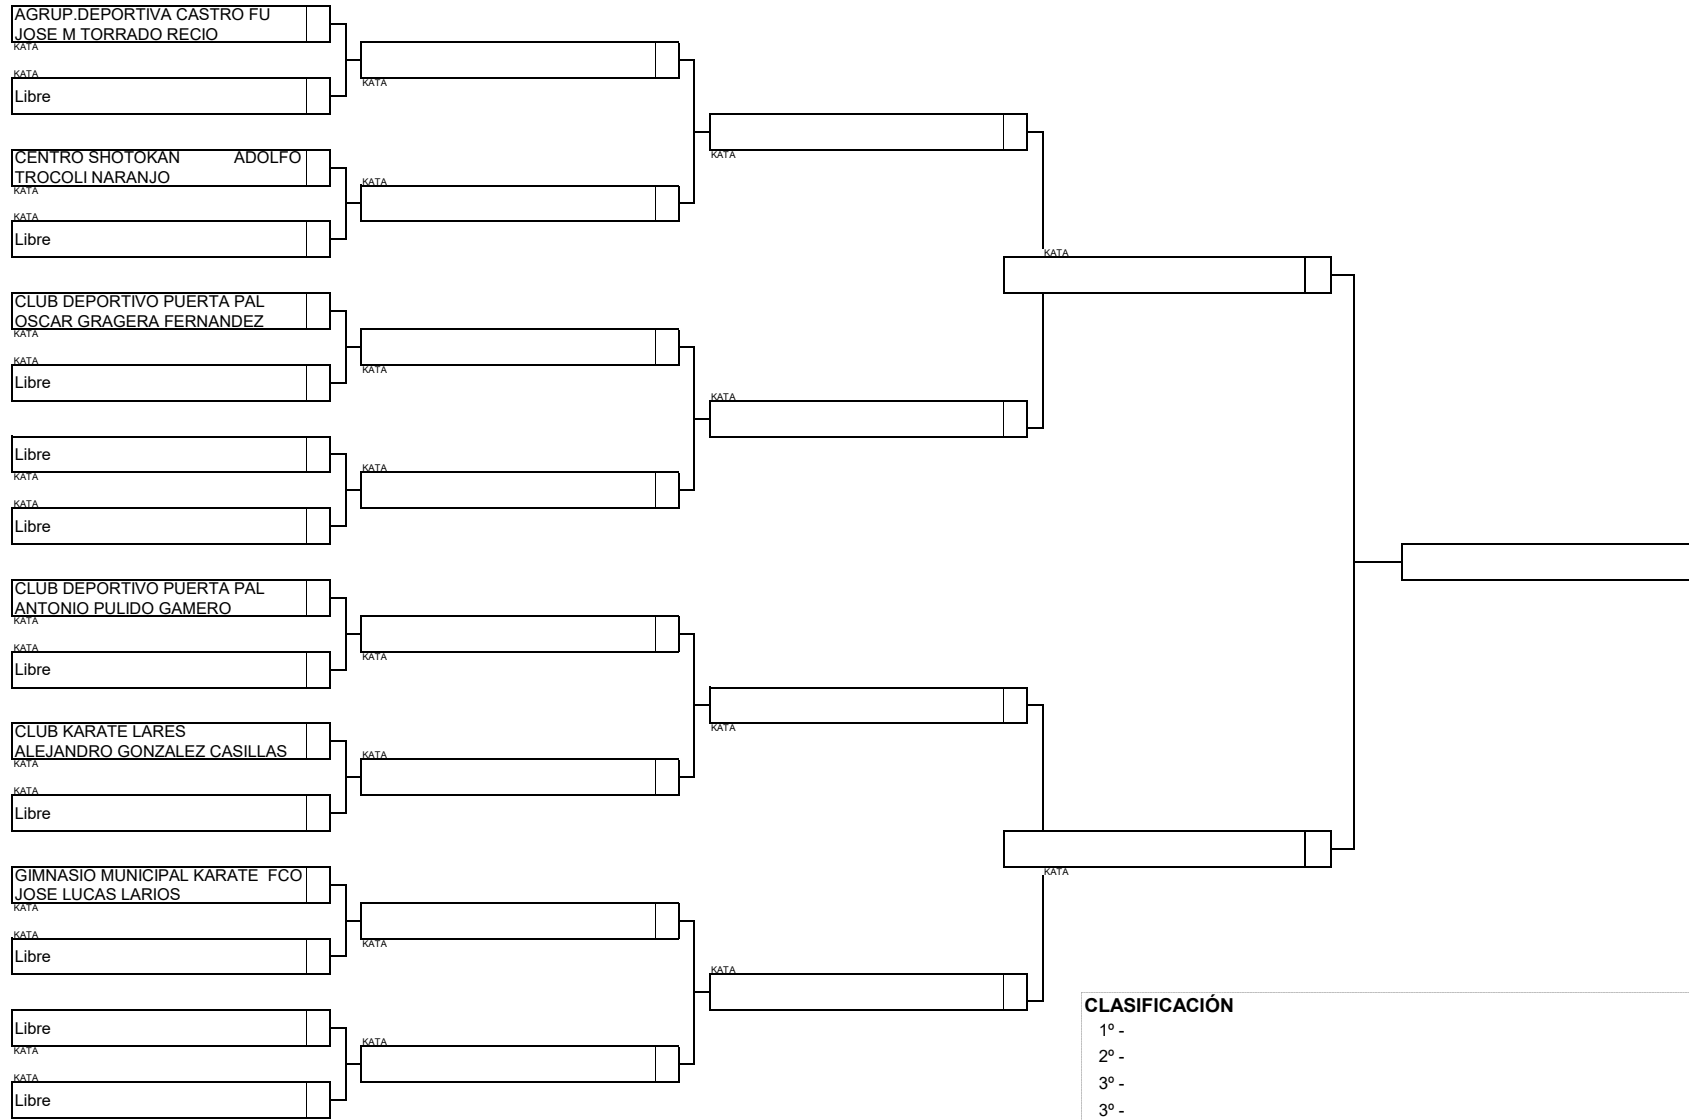 AGRUP.DEPORTIVA CASTRO FU
JOSE M TORRADO RECIO
KATA
KATA
Libre
KATA
CENTRO SHOTOKAN ADOLFO
TROCOLI NARANJO
KATA
KATA
Libre
KATA
KATA
KATA
CLUB DEPORTIVO PUERTA PAL
OSCAR GRAGERA FERNANDEZ
KATA
KATA
Libre
KATA
KATA
Libre
KATA
KATA
Libre
KATA
CLUB DEPORTIVO PUERTA PAL
ANTONIO PULIDO GAMERO
KATA
KATA
Libre
KATA
CLUB KARATE LARES
ALEJANDRO GONZALEZ CASILLAS
KATA
KATA
Libre
KATA
KATA
KATA
GIMNASIO MUNICIPAL KARATE FCO
JOSE LUCAS LARIOS
KATA
KATA
Libre
KATA
KATA
Libre
KATA
KATA
Libre
KATA
CLASIFICACIÓN
1º -
2º -
3º -
3º -